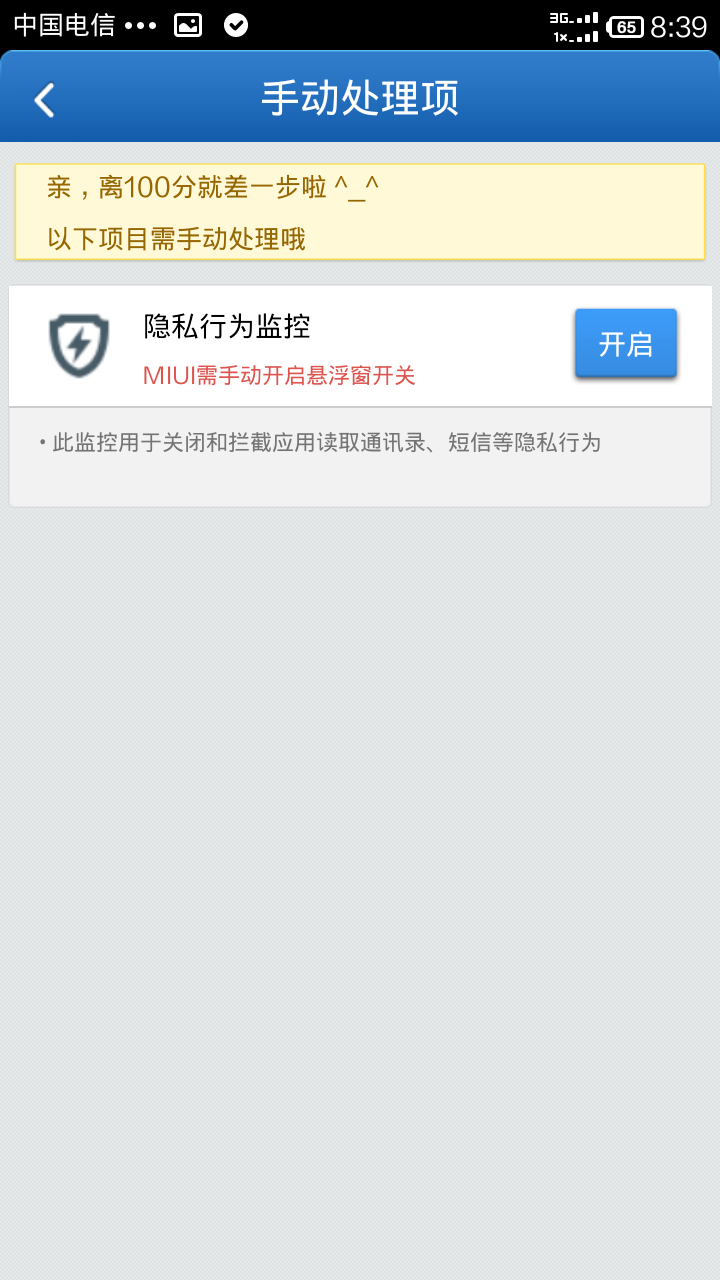 中国电信 ••• 3G 1x 65 8:39
手动处理项
亲，离100分就差一步啦 ^_^
以下项目需手动处理哦
隐私行为监控
MIUI需手动开启悬浮窗开关
开启
• 此监控用于关闭和拦截应用读取通讯录、短信等隐私行为